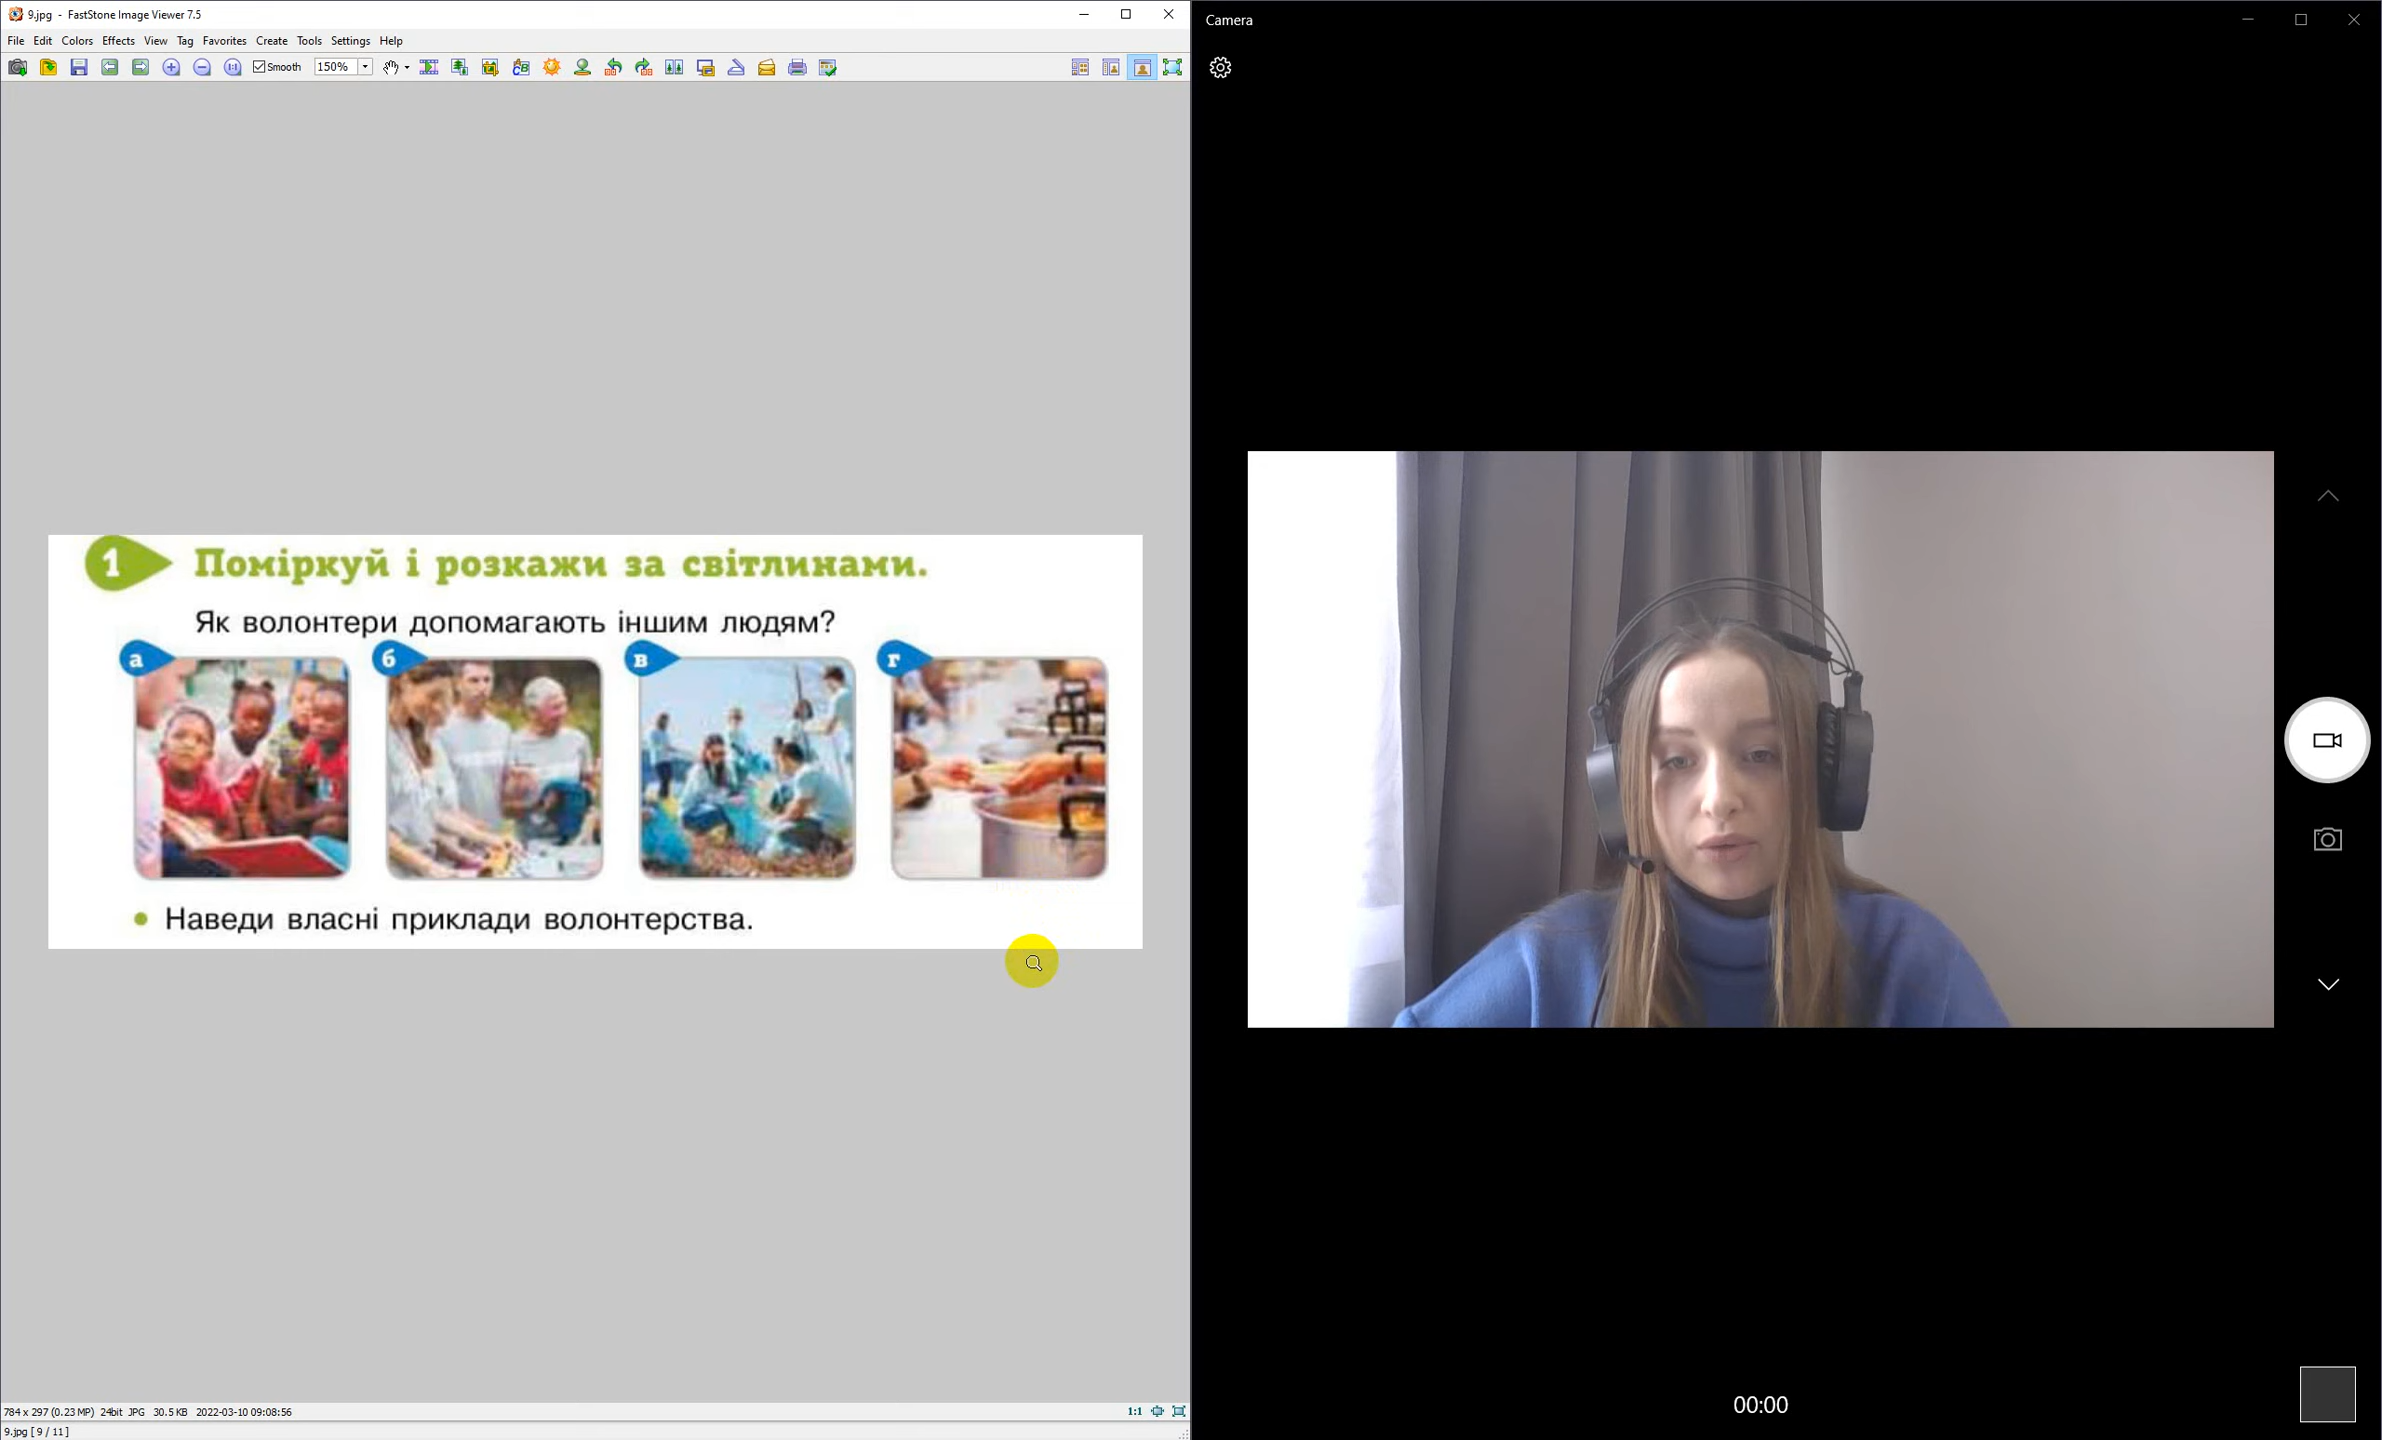 9.jpg - FastStone Image Viewer 7.5
File Edit Colors Effects View Tag Favorites Create Tools Settings Help
Smooth 150%
1 Поміркуй і розкажи за світлинами.
Як волонтери допомагають іншим людям?
а б в г
Наведи власні приклади волонтерства.
784 x 297 (0.23 MP) 24bit JPG 30.5 KB 2022-03-10 09:08:56
1:1
9.jpg [ 9 / 11 ]
Camera
00:00